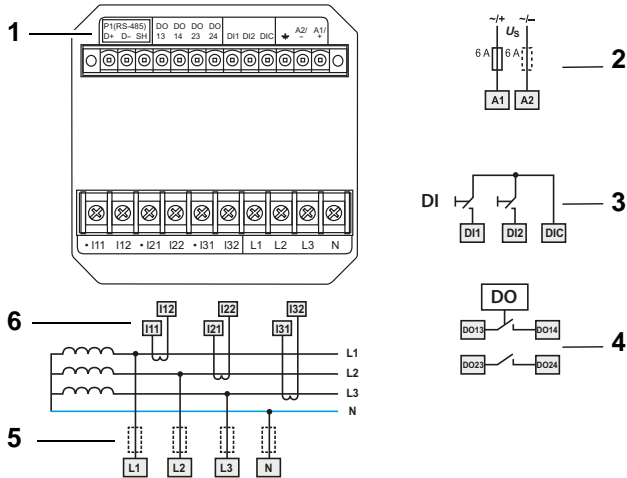 1
P1(RS-485) DO DO DO DO A2/ A1/
D+ D– SH 13 14 23 24 DI1 DI2 DIC – +
• I11 I12 • I21 I22 • I31 I32 L1 L2 L3 N
~/+ ~/–
Us
6 A 6 A
A1 A2
2
DI
DI1 DI2 DIC
3
DO
DO13 DO14
DO23 DO24
4
6
I12 I22 I32
I11 I21 I31
L1
L2
L3
N
5
L1 L2 L3 N